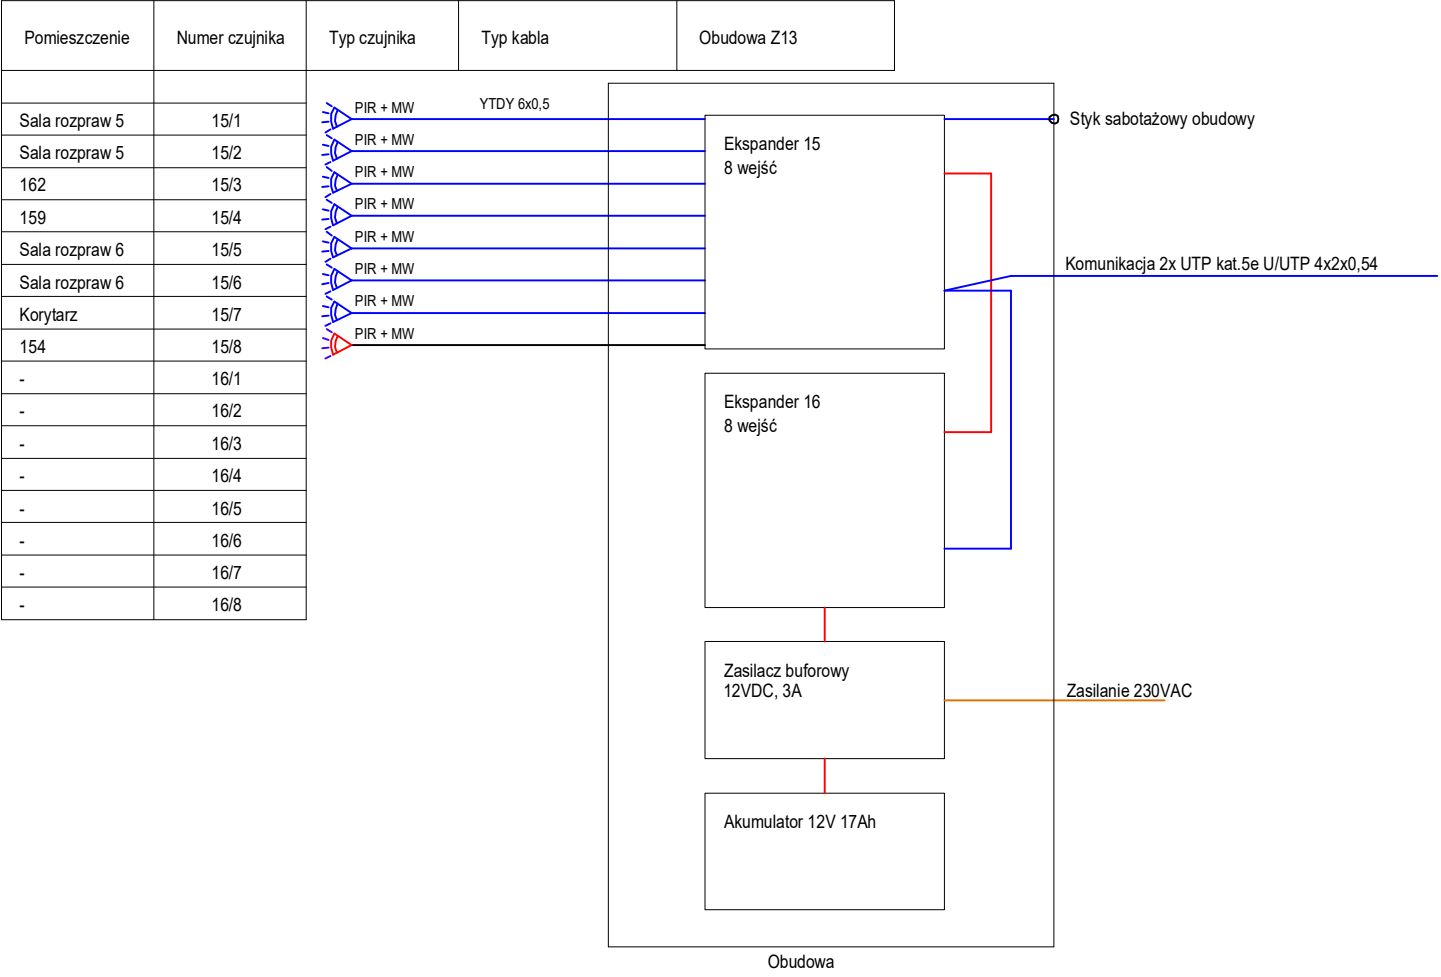 Pomieszczenie Numer czujnika Typ czujnika Typ kabla Obudowa Z13
Sala rozpraw 5 15/1 PIR + MW YTDY 6x0,5
Sala rozpraw 5 15/2 PIR + MW
162 15/3 PIR + MW
159 15/4 PIR + MW
Sala rozpraw 6 15/5 PIR + MW
Sala rozpraw 6 15/6 PIR + MW
Korytarz 15/7 PIR + MW
154 15/8 PIR + MW
- 16/1
- 16/2
- 16/3
- 16/4
- 16/5
- 16/6
- 16/7
- 16/8
Ekspander 15
8 wejść
Styk sabotażowy obudowy
Komunikacja 2x UTP kat.5e U/UTP 4x2x0,54
Ekspander 16
8 wejść
Zasilacz buforowy
12VDC, 3A
Zasilanie 230VAC
Akumulator 12V 17Ah
Obudowa